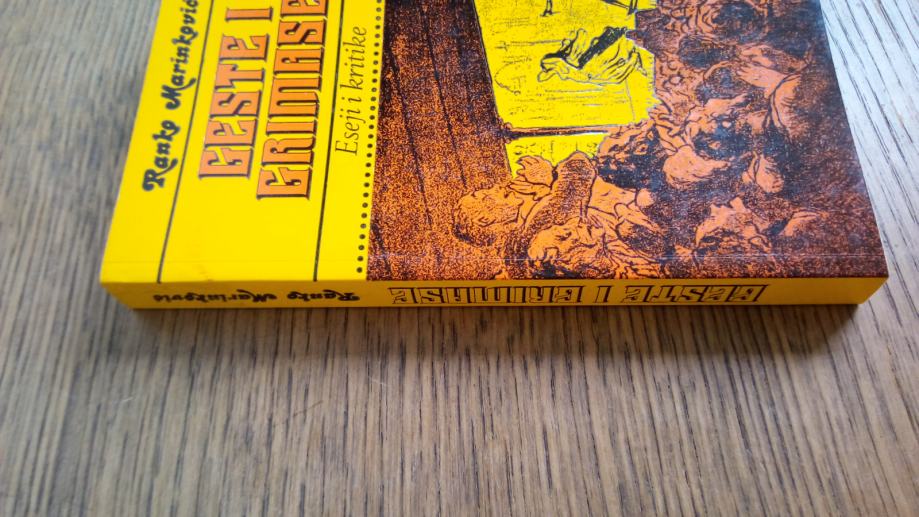 Ranko Marinković
GESTE I
GRIMASE
Eseji i kritike
Ranko Marinković
GESTE I GRIMASE